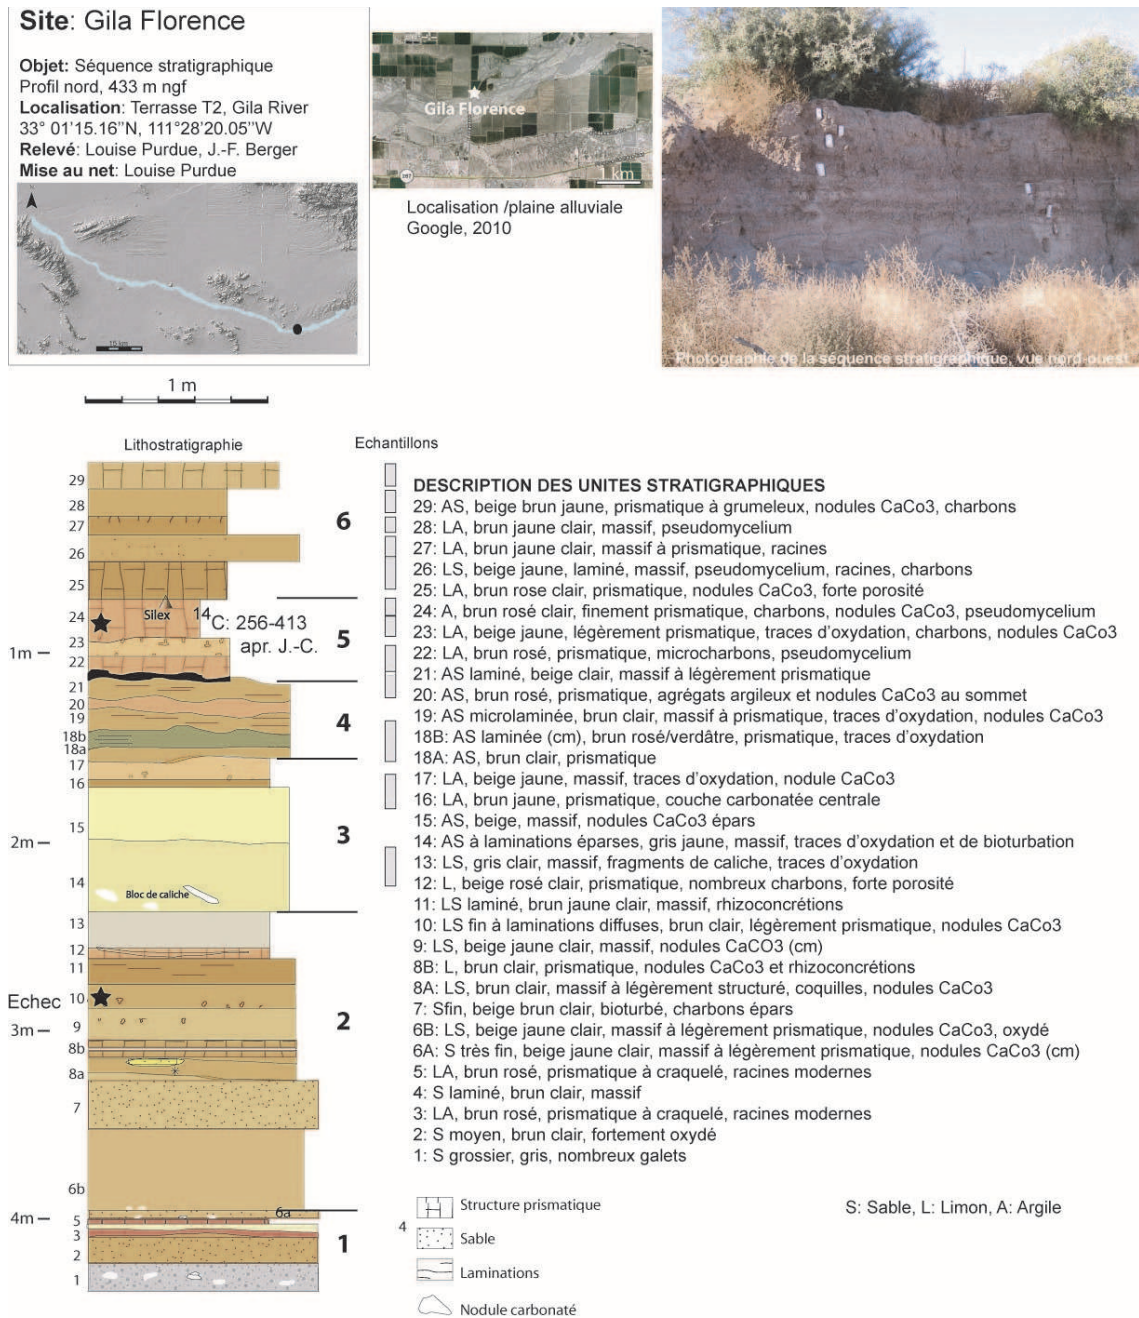 Site: Gila Florence
Objet: Séquence stratigraphique
Profil nord, 433 m ngf
Localisation: Terrasse T2, Gila River
33° 01'15.16''N, 111°28'20.05''W
Relevé: Louise Purdue, J.-F. Berger
Mise au net: Louise Purdue
15 km
Gila Florence
287
1 km
Localisation /plaine alluviale
Google, 2010
Photographie de la séquence stratigraphique, vue nord-ouest
1 m
Lithostratigraphie
Echantillons
29
28
27
26
25
24
23
22
21
20
19
18b
18a
17
16
15
14
13
12
11
10
9
8b
8a
7
6b
6a
5
3
2
1
1m
2m
3m
4m
Echec
Silex
14C: 256-413
apr. J.-C.
Bloc de caliche
6
5
4
3
2
1
DESCRIPTION DES UNITES STRATIGRAPHIQUES
29: AS, beige brun jaune, prismatique à grumeleux, nodules CaCo3, charbons
28: LA, brun jaune clair, massif, pseudomycelium
27: LA, brun jaune clair, massif à prismatique, racines
26: LS, beige jaune, laminé, massif, pseudomycelium, racines, charbons
25: LA, brun rose clair, prismatique, nodules CaCo3, forte porosité
24: A, brun rosé clair, finement prismatique, charbons, nodules CaCo3, pseudomycelium
23: LA, beige jaune, légèrement prismatique, traces d'oxydation, charbons, nodules CaCo3
22: LA, brun rosé, prismatique, microcharbons, pseudomycelium
21: AS laminé, beige clair, massif à légèrement prismatique
20: AS, brun rosé, prismatique, agrégats argileux et nodules CaCo3 au sommet
19: AS microlaminée, brun clair, massif à prismatique, traces d'oxydation, nodules CaCo3
18B: AS laminée (cm), brun rosé/verdâtre, prismatique, traces d'oxydation
18A: AS, brun clair, prismatique
17: LA, beige jaune, massif, traces d'oxydation, nodule CaCo3
16: LA, brun jaune, prismatique, couche carbonatée centrale
15: AS, beige, massif, nodules CaCo3 épars
14: AS à laminations éparses, gris jaune, massif, traces d'oxydation et de bioturbation
13: LS, gris clair, massif, fragments de caliche, traces d'oxydation
12: L, beige rosé clair, prismatique, nombreux charbons, forte porosité
11: LS laminé, brun jaune clair, massif, rhizoconcrétions
10: LS fin à laminations diffuses, brun clair, légèrement prismatique, nodules CaCo3
9: LS, beige jaune clair, massif, nodules CaCO3 (cm)
8B: L, brun clair, prismatique, nodules CaCo3 et rhizoconcrétions
8A: LS, brun clair, massif à légèrement structuré, coquilles, nodules CaCo3
7: Sfin, beige brun clair, bioturbé, charbons épars
6B: LS, beige jaune clair, massif à légèrement prismatique, nodules CaCo3, oxydé
6A: S très fin, beige jaune clair, massif à légèrement prismatique, nodules CaCo3 (cm)
5: LA, brun rosé, prismatique à craquelé, racines modernes
4: S laminé, brun clair, massif
3: LA, brun rosé, prismatique à craquelé, racines modernes
2: S moyen, brun clair, fortement oxydé
1: S grossier, gris, nombreux galets
Structure prismatique
4
Sable
Laminations
Nodule carbonaté
S: Sable, L: Limon, A: Argile